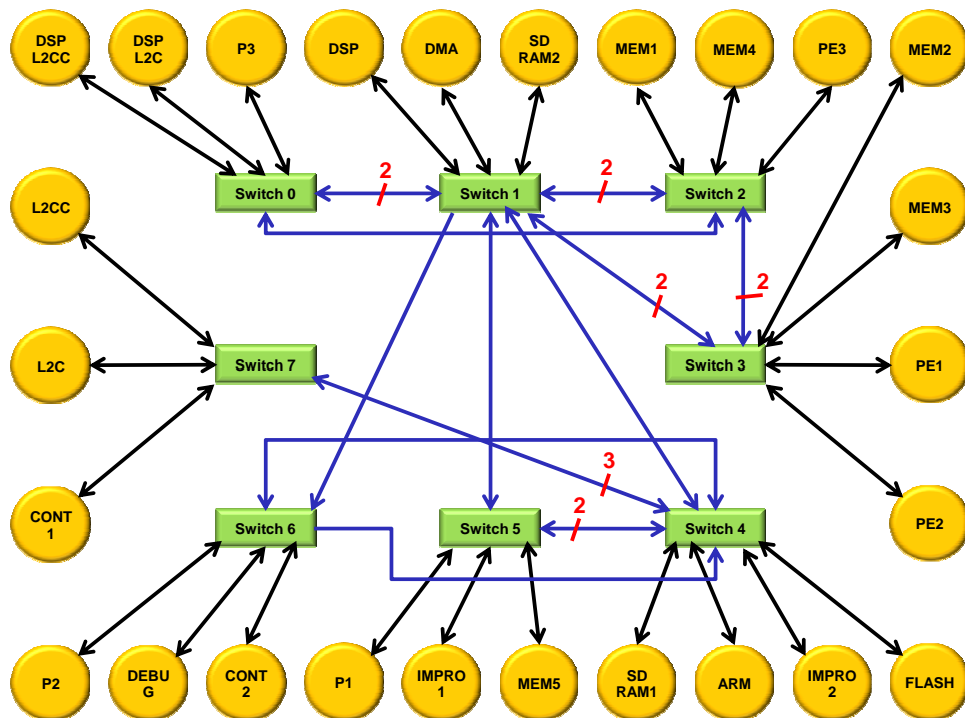 DSP
L2CC
DSP
L2C
P3
DSP
DMA
SD
RAM2
MEM1
MEM4
PE3
MEM2
2
2
Switch 0
Switch 1
Switch 2
L2CC
MEM3
2
2
L2C
Switch 7
Switch 3
PE1
3
2
CONT
1
Switch 6
Switch 5
Switch 4
PE2
P2
DEBU
G
CONT
2
P1
IMPRO
1
MEM5
SD
RAM1
ARM
IMPRO
2
FLASH